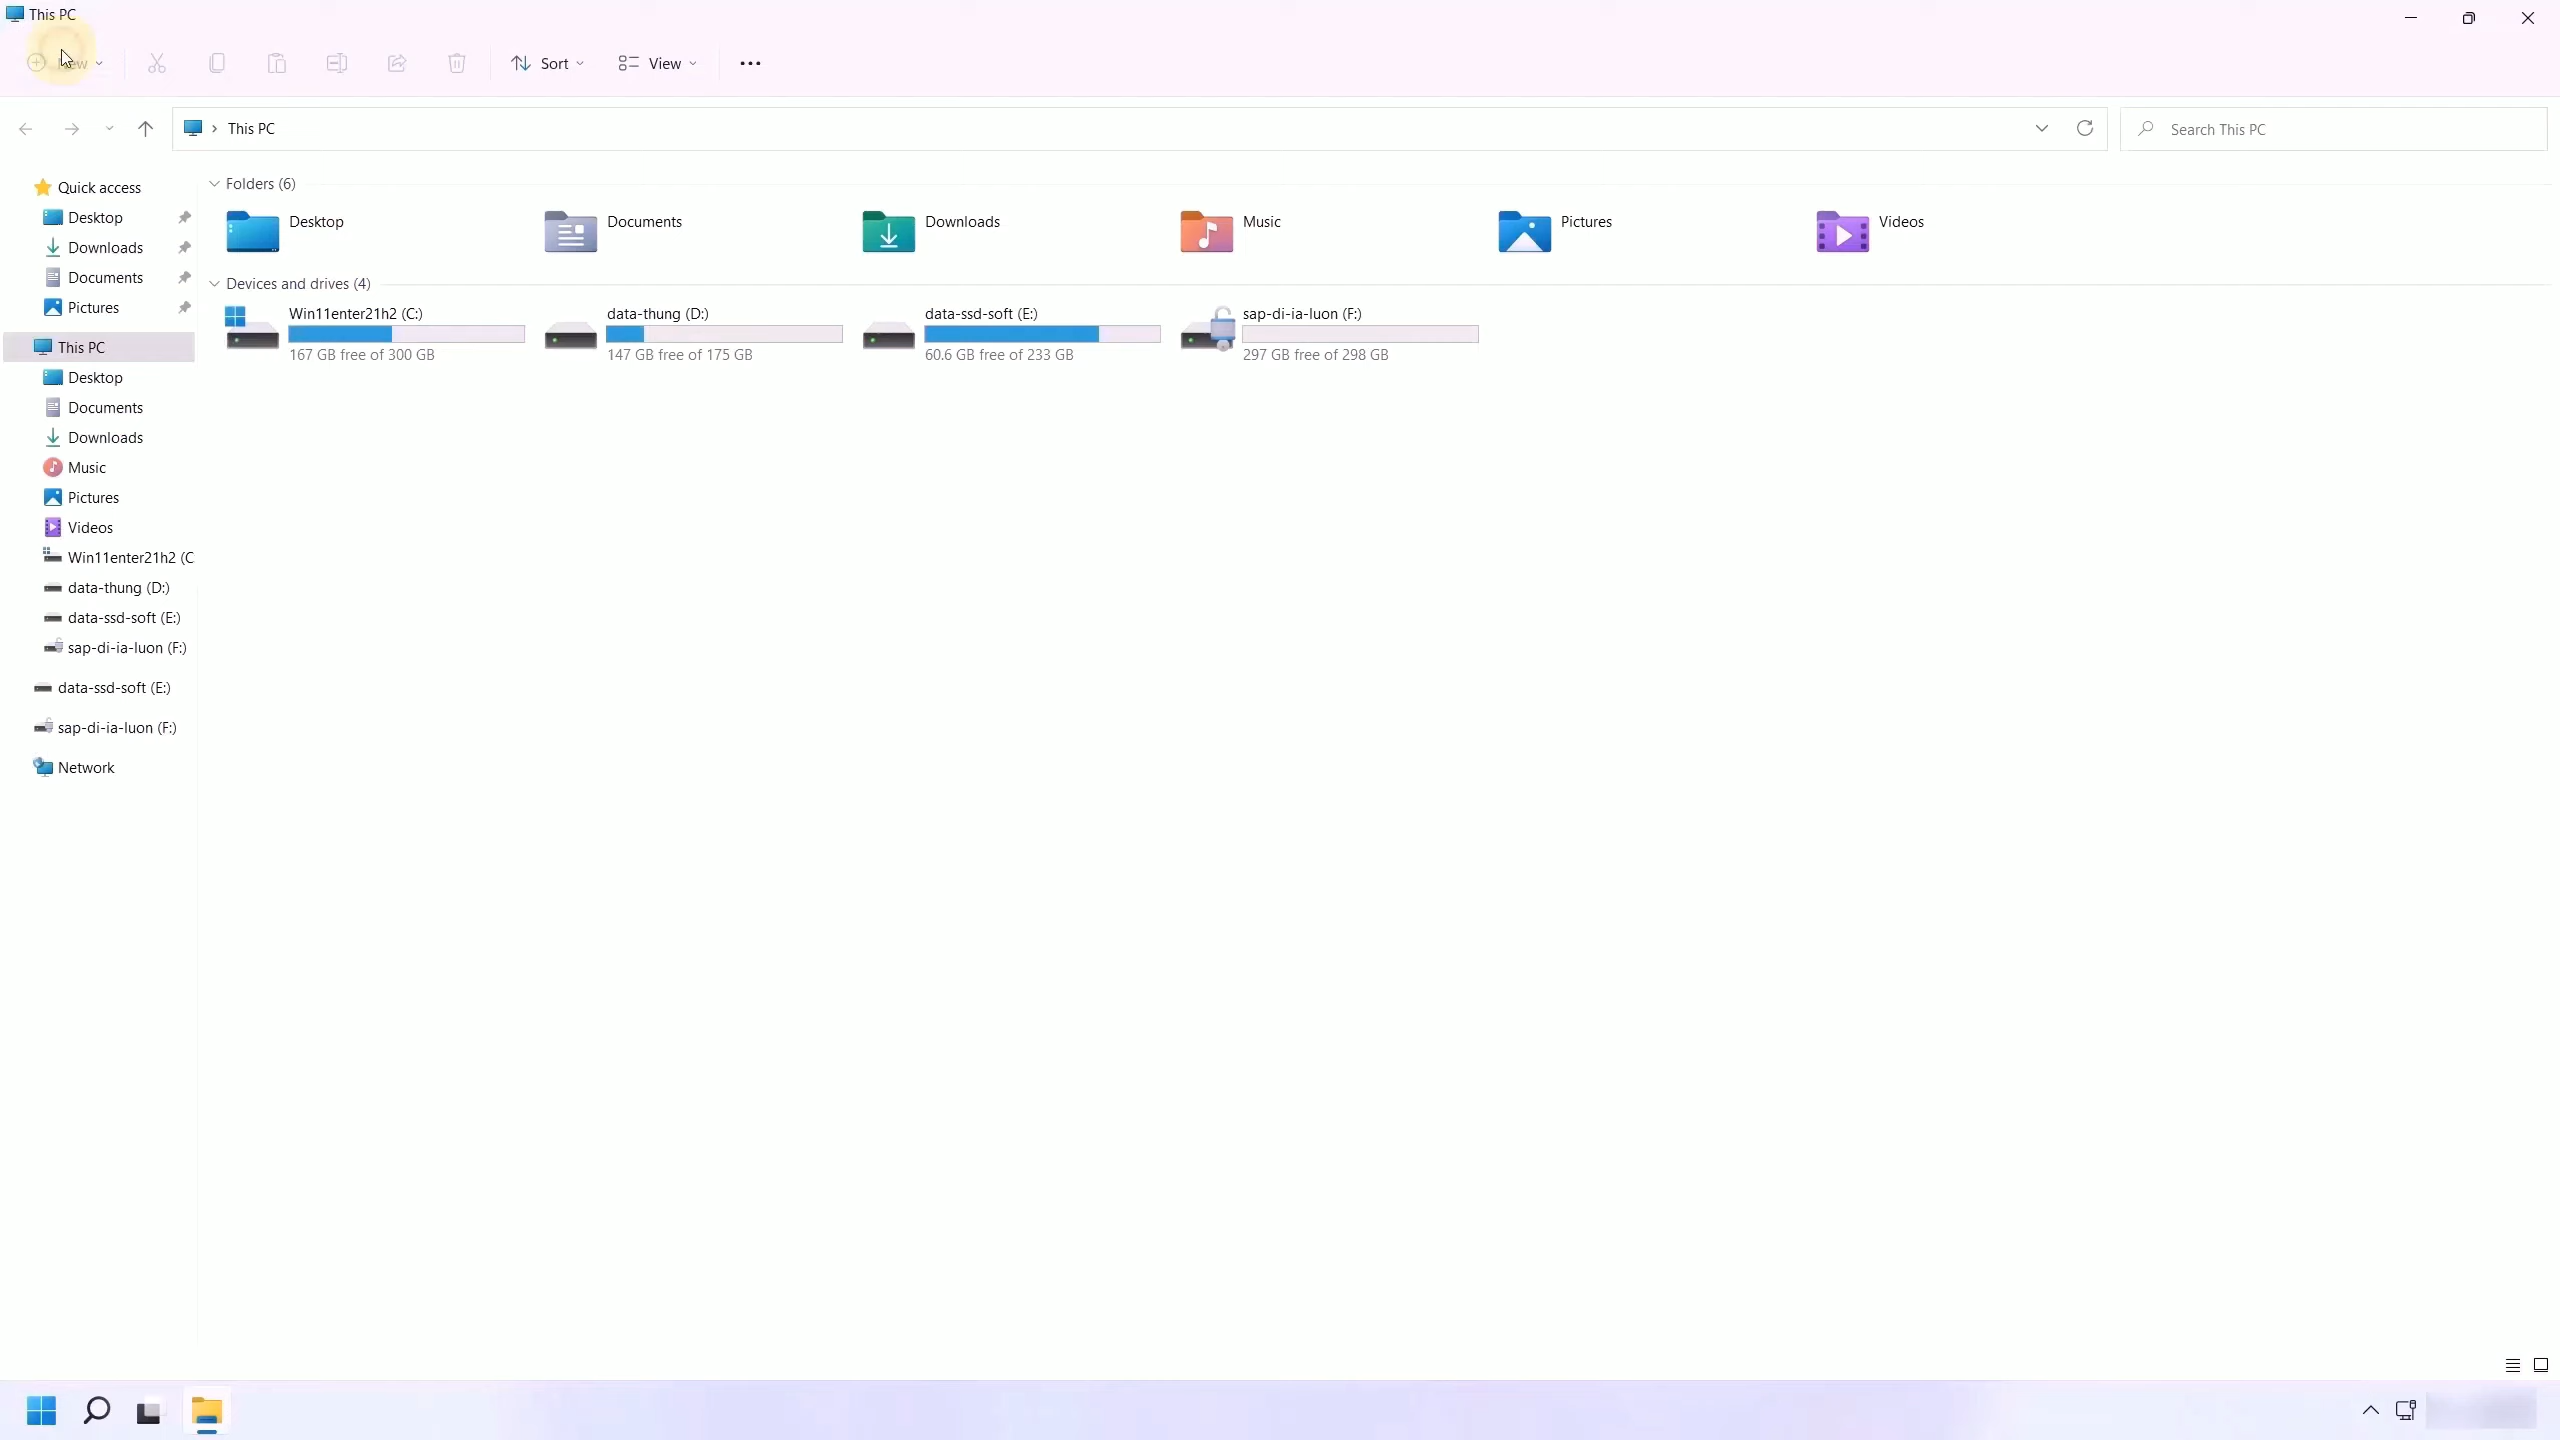 This PC
New
Sort
View
This PC
Search This PC
Quick access
Desktop
Downloads
Documents
Pictures
This PC
Desktop
Documents
Downloads
Music
Pictures
Videos
Win11enter21h2 (C
data-thung (D:)
data-ssd-soft (E:)
sap-di-ia-luon (F:)
data-ssd-soft (E:)
sap-di-ia-luon (F:)
Network
Folders (6)
Desktop
Documents
Downloads
Music
Pictures
Videos
Devices and drives (4)
Win11enter21h2 (C:)
167 GB free of 300 GB
data-thung (D:)
147 GB free of 175 GB
data-ssd-soft (E:)
60.6 GB free of 233 GB
sap-di-ia-luon (F:)
297 GB free of 298 GB